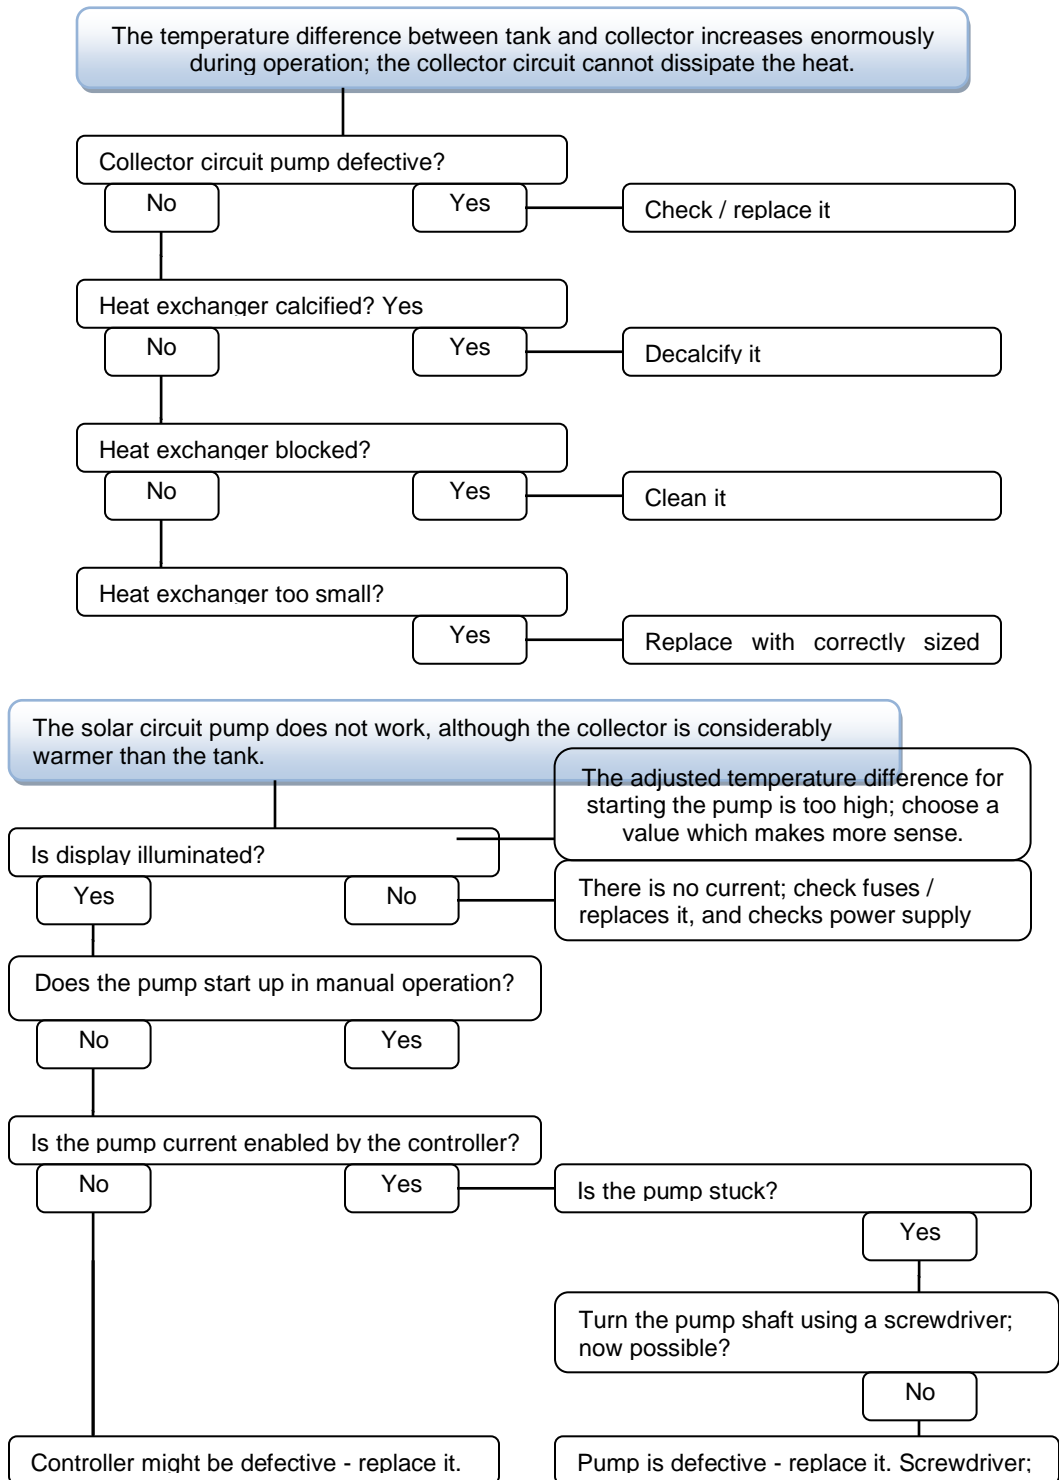 The temperature difference between tank and collector increases enormously
during operation; the collector circuit cannot dissipate the heat.
Collector circuit pump defective?
No
Yes
Check / replace it
Heat exchanger calcified? Yes
No
Yes
Decalcify it
Heat exchanger blocked?
No
Yes
Clean it
Heat exchanger too small?
Yes
Replace with correctly sized
The solar circuit pump does not work, although the collector is considerably
warmer than the tank.
The adjusted temperature difference for
starting the pump is too high; choose a
value which makes more sense.
Is display illuminated?
Yes
No
There is no current; check fuses /
replaces it, and checks power supply
Does the pump start up in manual operation?
No
Yes
Is the pump current enabled by the controller?
No
Yes
Is the pump stuck?
Yes
Turn the pump shaft using a screwdriver;
now possible?
No
Controller might be defective - replace it.
Pump is defective - replace it. Screwdriver;